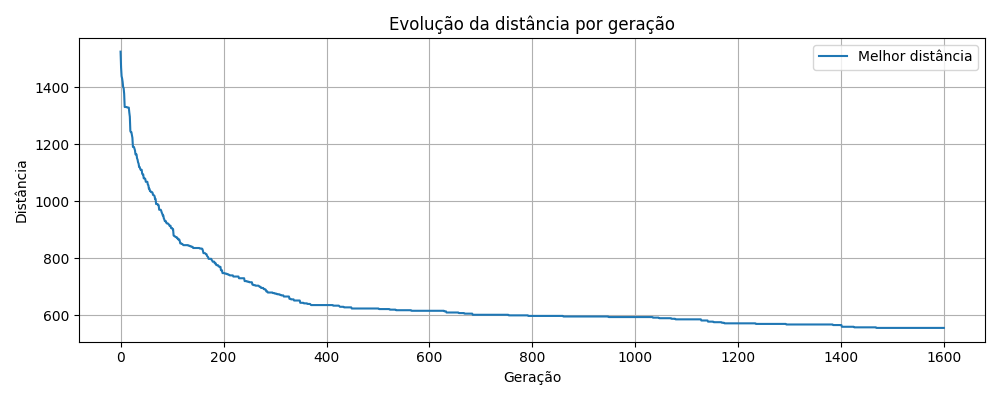 Evolução da distância por geração
Melhor distância
Distância
1400
1200
1000
800
600
0 200 400 600 800 1000 1200 1400 1600
Geração